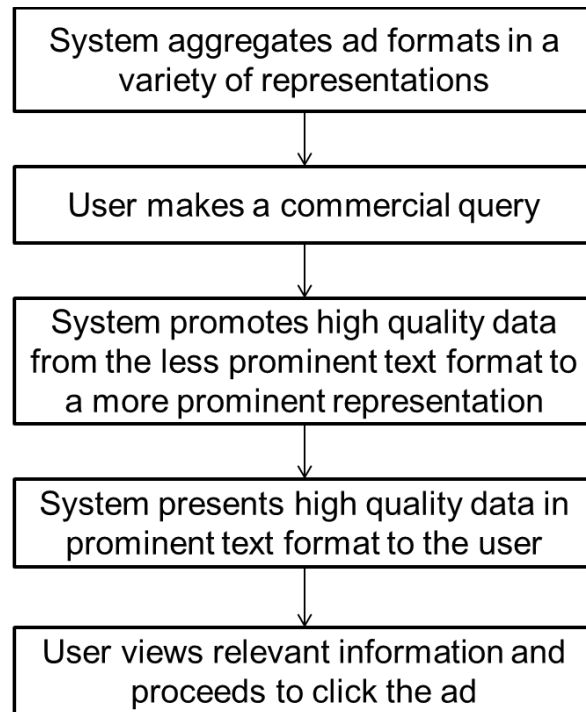 System aggregates ad formats in a
variety of representations
User makes a commercial query
System promotes high quality data
from the less prominent text format to
a more prominent representation
System presents high quality data in
prominent text format to the user
User views relevant information and
proceeds to click the ad